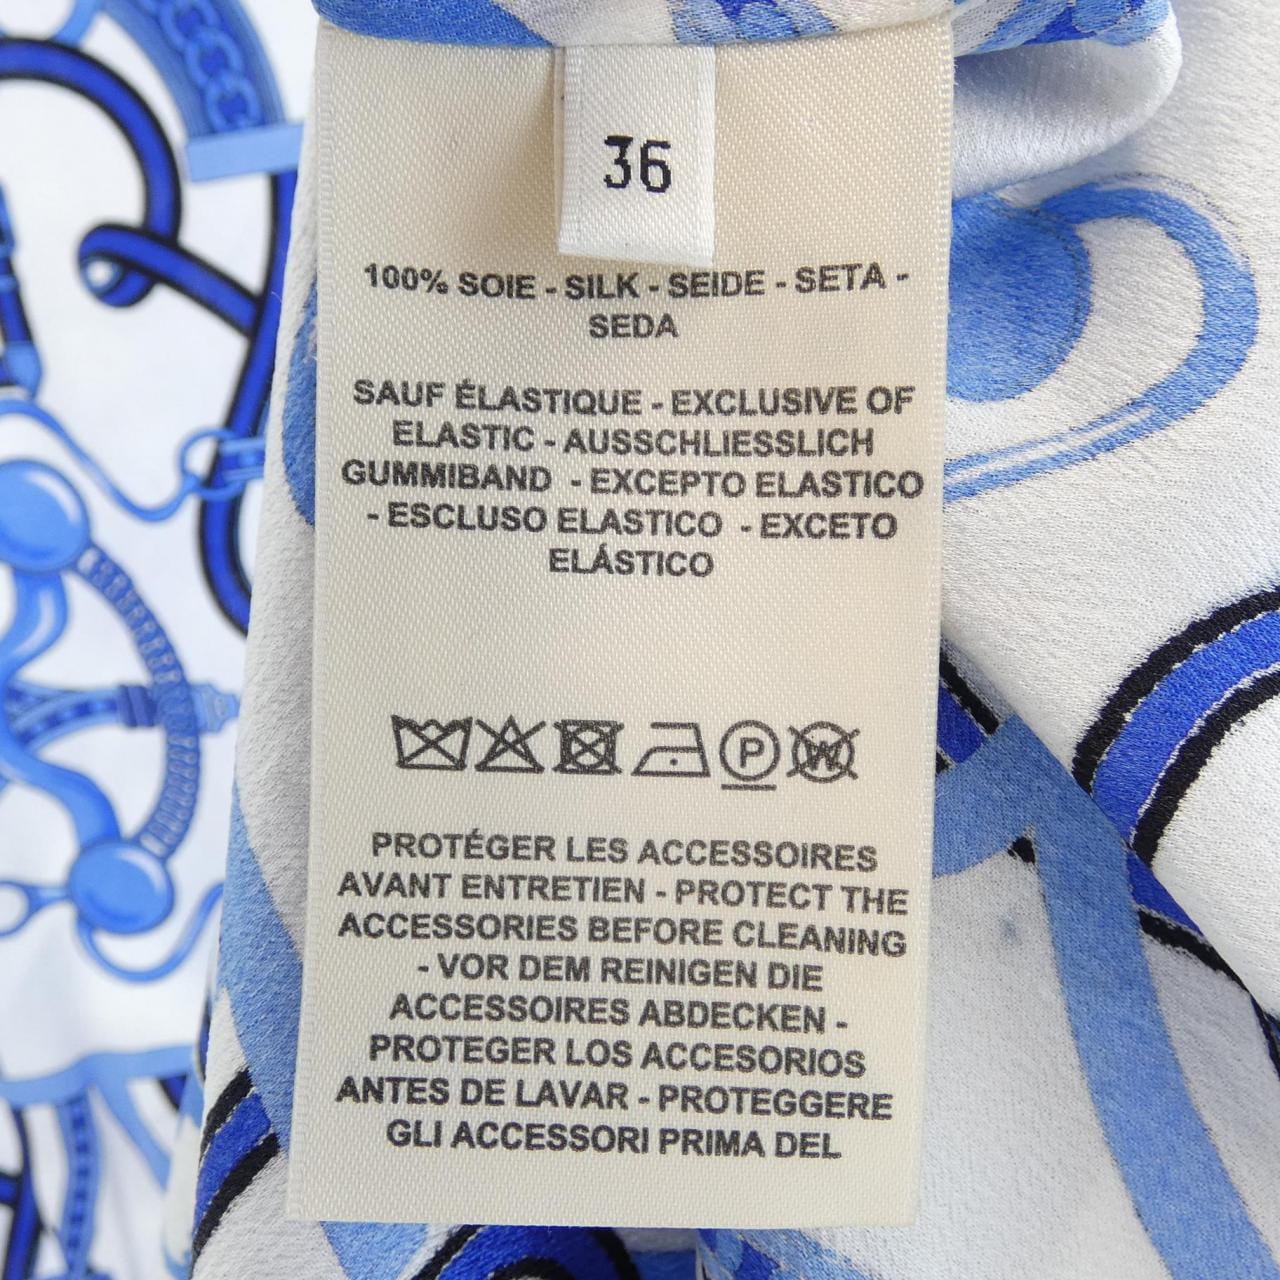 36
100% SOIE - SILK - SEIDE - SETA -
SEDA
SAUF ÉLASTIQUE - EXCLUSIVE OF
ELASTIC - AUSSCHLIESSLICH
GUMMIBAND - EXCEPTO ELASTICO
- ESCLUSO ELASTICO - EXCETO
ELÁSTICO
P W
PROTÉGER LES ACCESSOIRES
AVANT ENTRETIEN - PROTECT THE
ACCESSORIES BEFORE CLEANING
- VOR DEM REINIGEN DIE
ACCESSOIRES ABDECKEN -
PROTEGER LOS ACCESORIOS
ANTES DE LAVAR - PROTEGGERE
GLI ACCESSORI PRIMA DEL